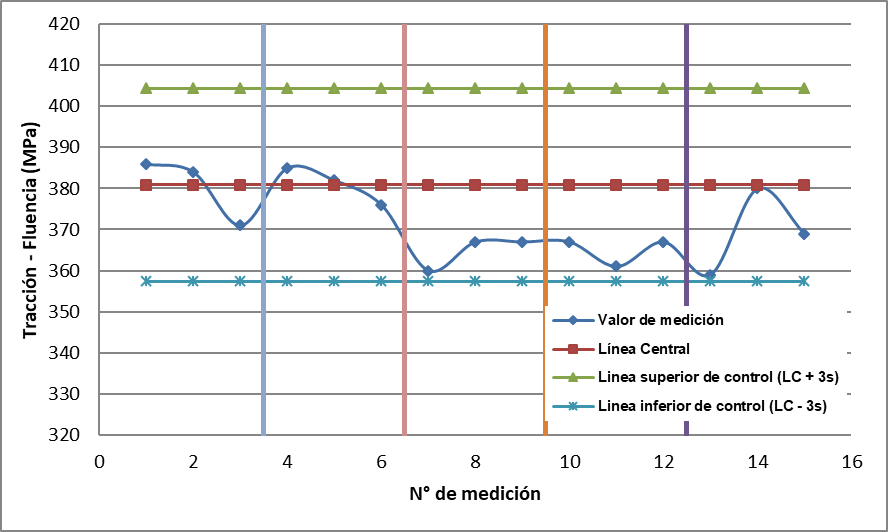 420
410
400
390
380
370
360
350
340
330
320
Tracción - Fluencia (MPa)
Valor de medición
Línea Central
Linea superior de control (LC + 3s)
Linea inferior de control (LC - 3s)
0 2 4 6 8 10 12 14 16
N° de medición